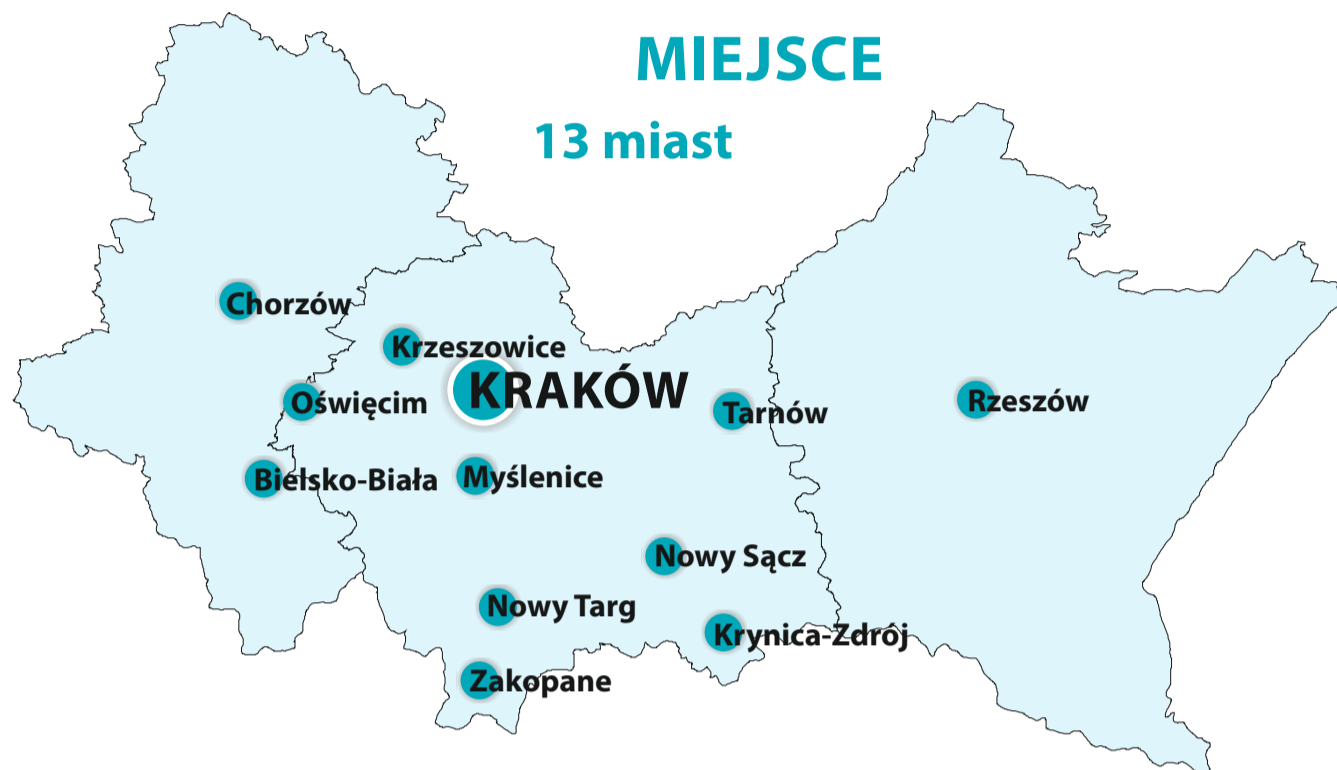 MIEJSCE
13 miast
Chorzów
Krzeszowice
KRAKÓW
Oświęcim
Tarnów
Rzeszów
Bielsko-Biała
Myślenice
Nowy Sącz
Nowy Targ
Krynica-Zdrój
Zakopane